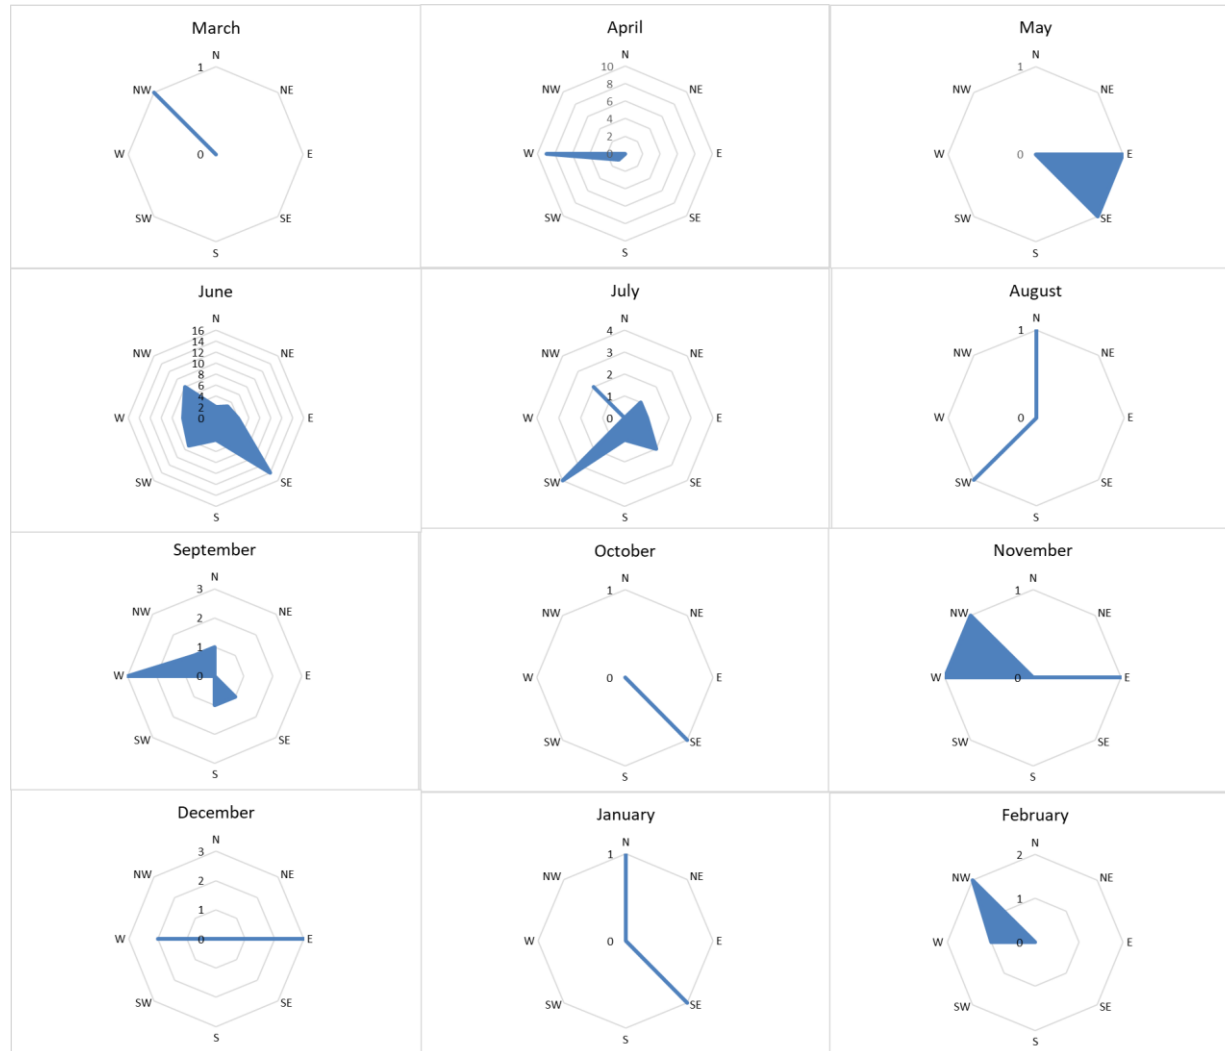 March
N
1
NW
NE
W
0
E
SW
SE
S
April
N
10
NW
8
NE
6
4
2
W
0
E
SW
SE
S
May
N
1
NW
NE
W
0
E
SW
SE
S
June
N
16
14
NW
12
NE
10
8
6
4
2
W
0
E
SW
SE
S
July
N
4
NW
3
NE
2
1
W
0
E
SW
SE
S
August
N
1
NW
NE
W
0
E
SW
SE
S
September
N
3
NW
NE
2
1
W
0
E
SW
SE
S
October
N
1
NW
NE
W
0
E
SW
SE
S
November
N
1
NW
NE
W
0
E
SW
SE
S
December
N
3
NW
NE
2
1
W
0
E
SW
SE
S
January
N
1
NW
NE
W
0
E
SW
SE
S
February
N
2
NW
NE
1
W
0
E
SW
SE
S